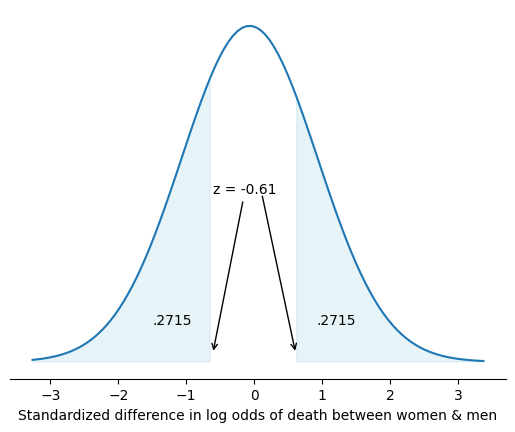 z = -0.61
.2715 .2715
−3 −2 −1 0 1 2 3
Standardized difference in log odds of death between women & men